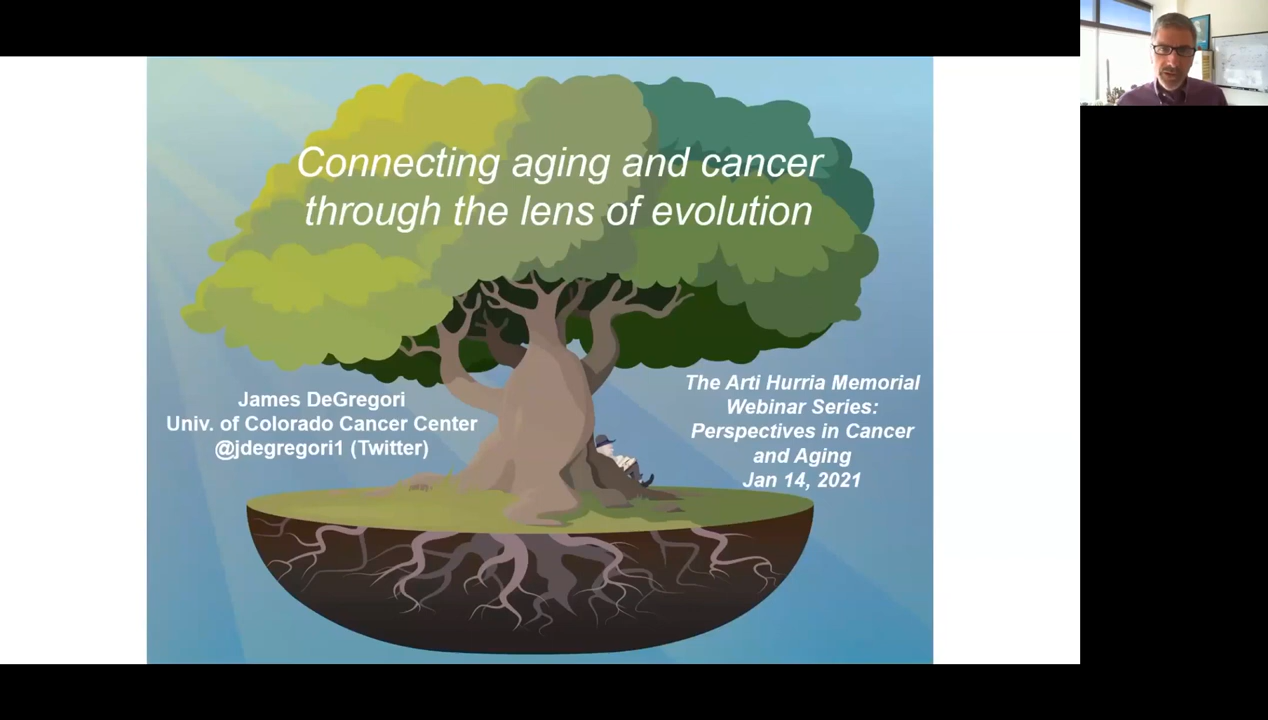 Connecting aging and cancer
through the lens of evolution
James DeGregori
Univ. of Colorado Cancer Center
@jdegregori1 (Twitter)
The Arti Hurria Memorial
Webinar Series:
Perspectives in Cancer
and Aging
Jan 14, 2021